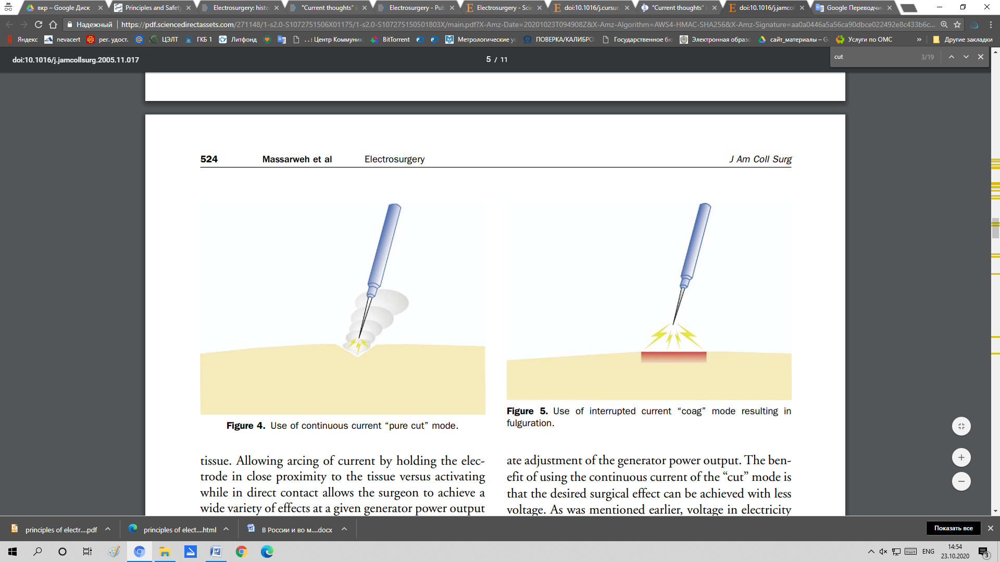 вкр – Google Диск
Principles and Safety
Electrosurgery: histo
"Current thoughts" i
Electrosurgery - Pub
Electrosurgery - Scie
doi:10.1016/j.cursur.
"Current thoughts" i
doi:10.1016/j.jamcol
Google Переводчи
Надежный
https://pdf.sciencedirectassets.com/271148/1-s2.0-S1072751506X01175/1-s2.0-S107275150501803X/main.pdf?X-Amz-Date=20201023T094908Z&X-Amz-Algorithm=AWS4-HMAC-SHA256&X-Amz-Signature=aa0a0446a5a56ca90dbce022492e8c433b6c...
Яндекс
nevacert
рег. удост.
ЦЭЛТ
ГКБ 1
Литфонд
. . : Центр Коммуник
BitTorrent
Метрологические ус
ПОВЕРКА/КАЛИБРО
Государственное бю
Электронная образо
сайт_материалы – Go
Услуги по ОМС
»
Другие закладки
doi:10.1016/j.jamcollsurg.2005.11.017
5 / 11
cut
3/19
524 Massarweh et al Electrosurgery J Am Coll Surg
Figure 4. Use of continuous current “pure cut” mode.
tissue. Allowing arcing of current by holding the elec-
trode in close proximity to the tissue versus activating
while in direct contact allows the surgeon to achieve a
wide variety of effects at a given generator power output
Figure 5. Use of interrupted current “coag” mode resulting in
fulguration.
ate adjustment of the generator power output. The ben-
efit of using the continuous current of the “cut” mode is
that the desired surgical effect can be achieved with less
voltage. As was mentioned earlier, voltage in electricity
principles of electr....pdf
principles of elect....html
В России и во м....docx
Показать все
ENG
14:54
23.10.2020
3